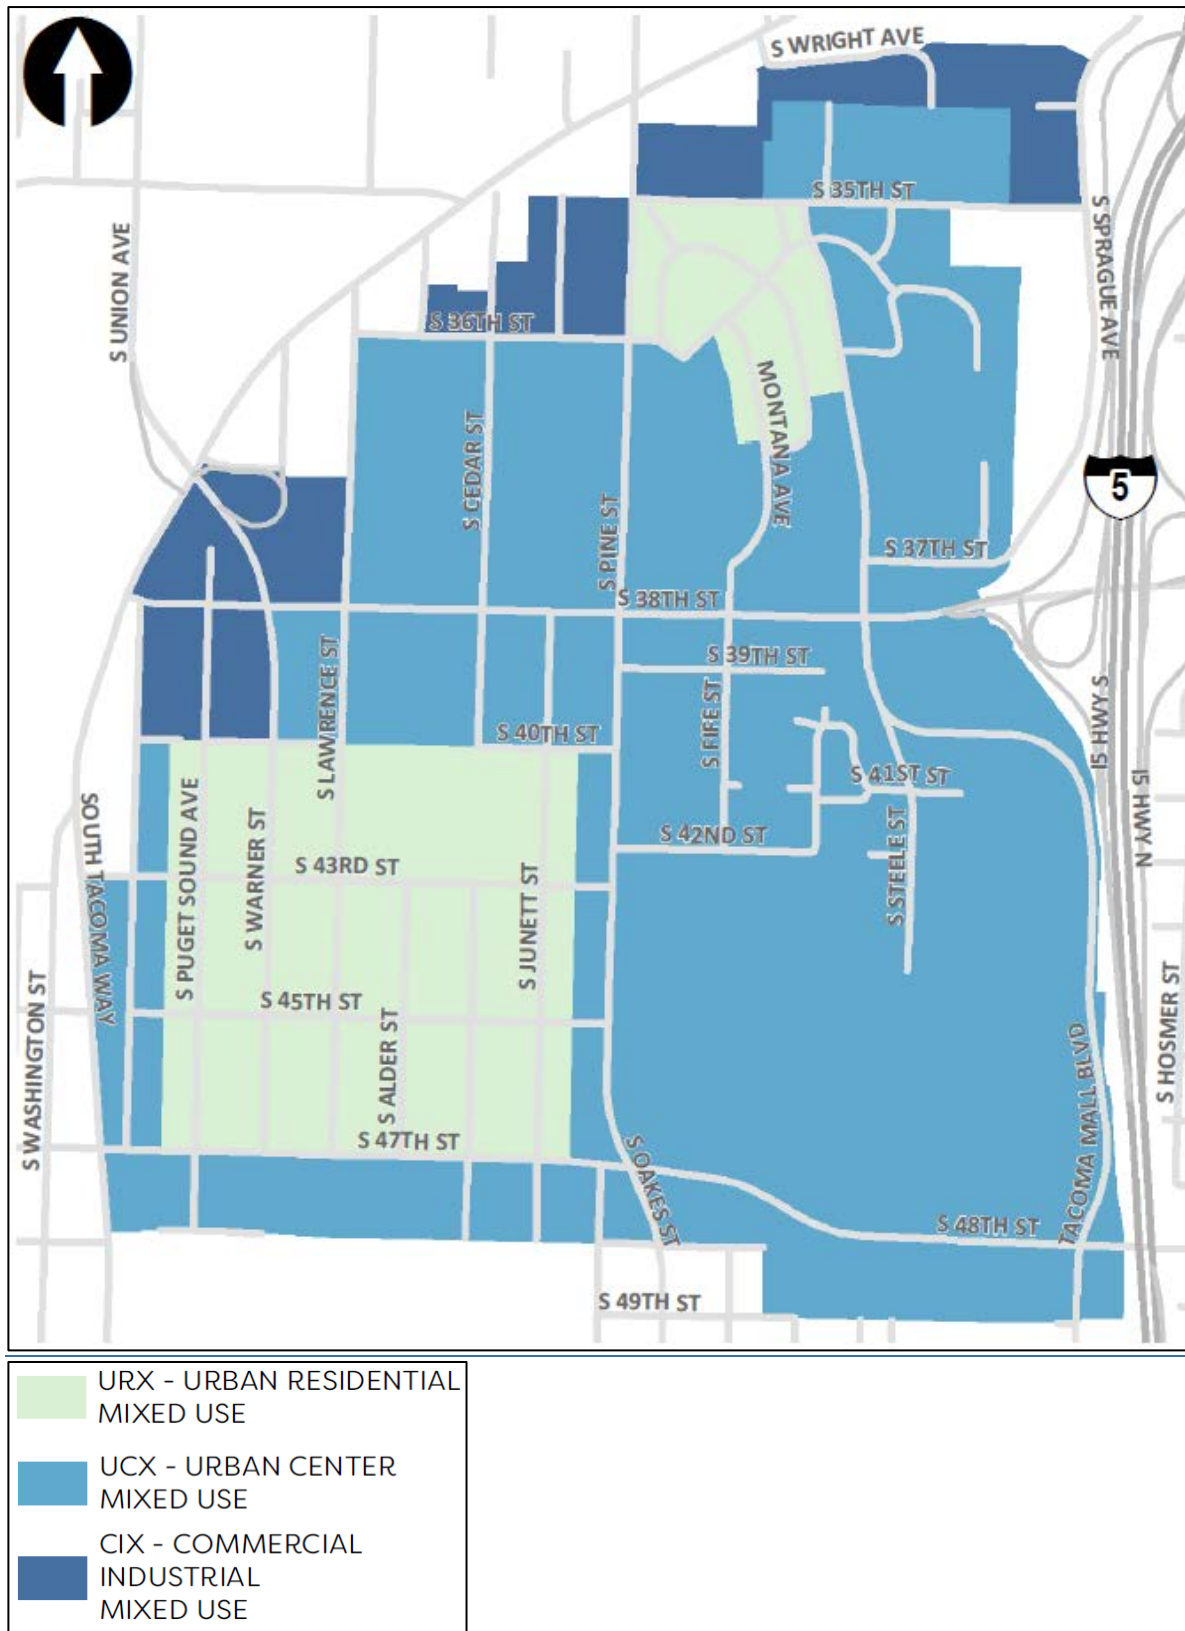 S WRIGHT AVE
S 35TH ST
S SPRAGUE AVE
S UNION AVE
S 36TH ST
MONTANA AVE
S CEDAR ST
5
S PINE ST
S 37TH ST
S 38TH ST
S 39TH ST
S LAWRENCE ST
S FIFE ST
I5 HWY S
S 40TH ST
S 41ST ST
I5 HWY N
SOUTH TACOMA WAY
S PUGET SOUND AVE
S WARNER ST
S 42ND ST
S 43RD ST
S STEELE ST
S JUNETT ST
S WASHINGTON ST
S 45TH ST
S ALDER ST
S HOSMER ST
TACOMA MALL BLVD
S 47TH ST
S OAKES ST
S 48TH ST
S 49TH ST
URX - URBAN RESIDENTIAL
MIXED USE
UCX - URBAN CENTER
MIXED USE
CIX - COMMERCIAL
INDUSTRIAL
MIXED USE